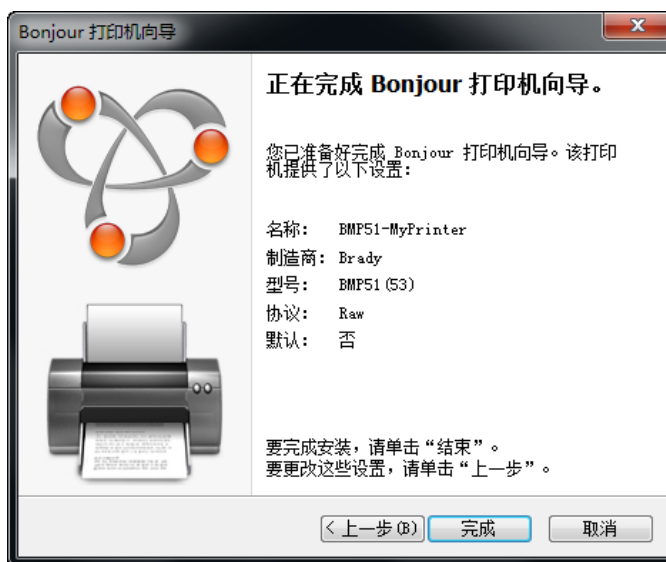 Bonjour 打印机向导
正在完成 Bonjour 打印机向导。
您已准备好完成 Bonjour 打印机向导。该打印
机提供了以下设置：
名称： BMP51-MyPrinter
制造商： Brady
型号： BMP51(53)
协议： Raw
默认： 否
要完成安装，请单击“结束”。
要更改这些设置，请单击“上一步”。
< 上一步(B) 完成 取消